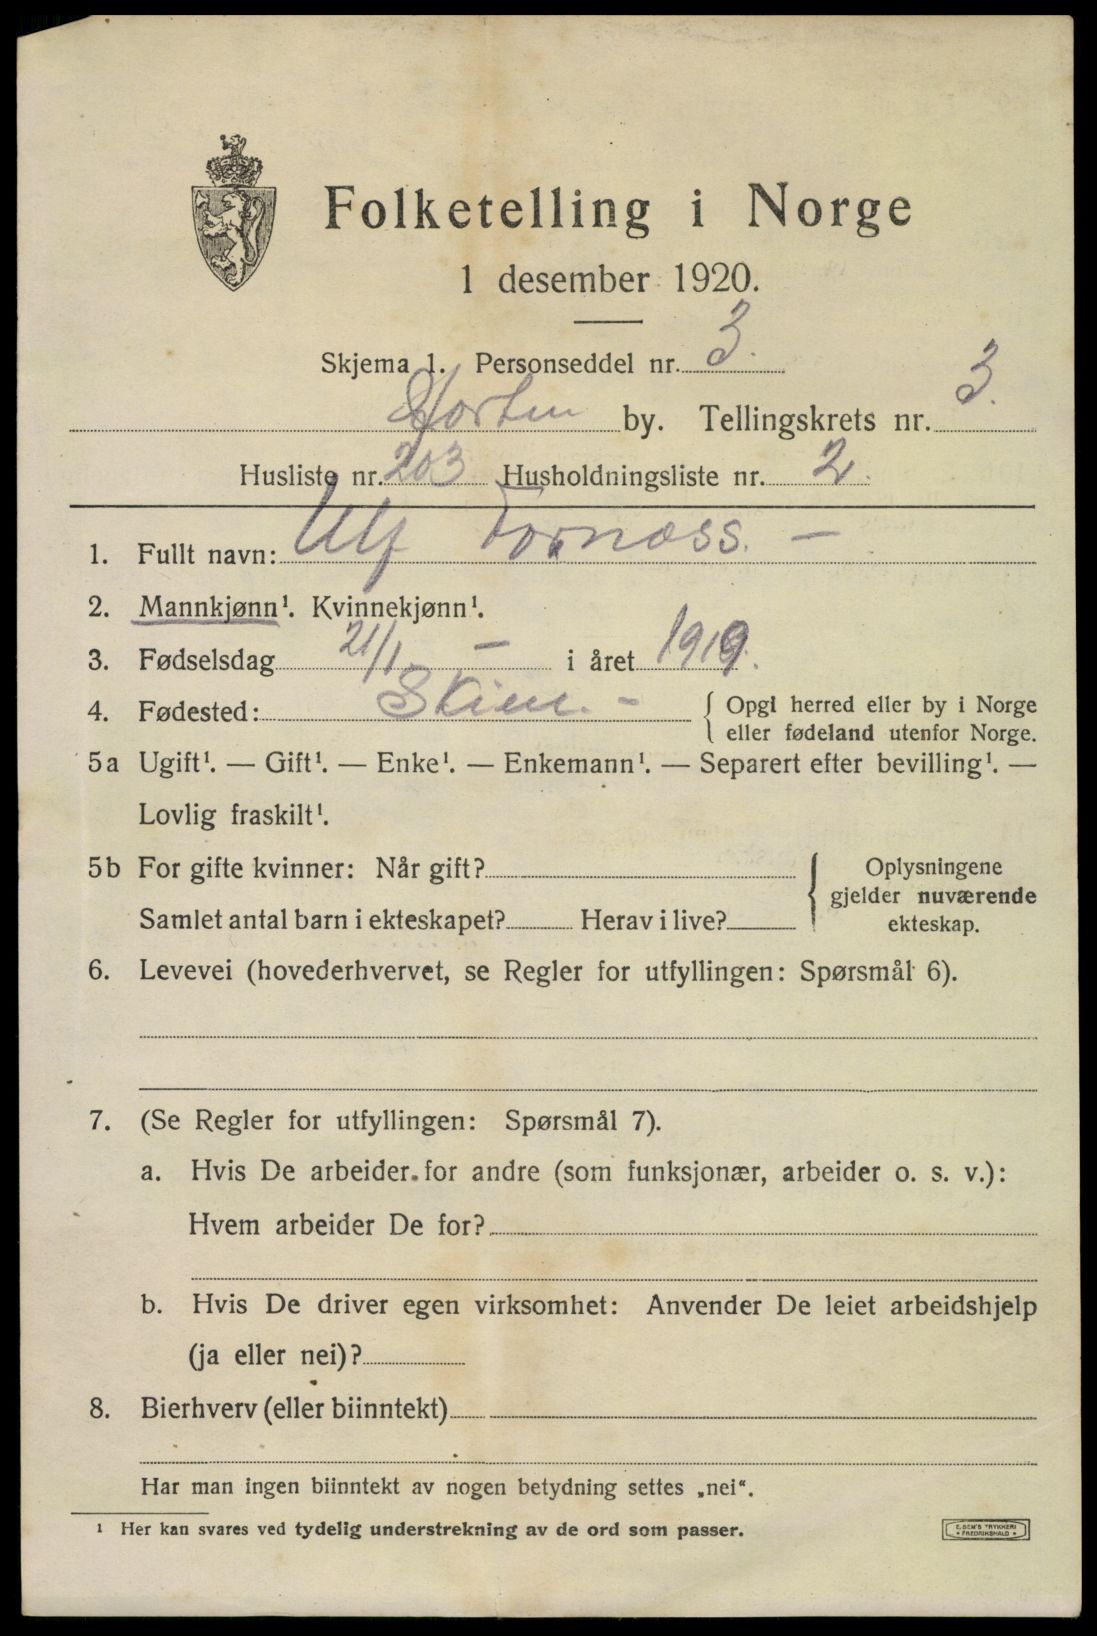 Folketelling i Norge
1 desember 1920.
Skjema 1. Personseddel nr. 3.
Horten by. Tellingskrets nr. 3.
Husliste nr. 203 Husholdningsliste nr. 2.
1. Fullt navn: Ulf Fornæss. —
2. Mannkjønn¹. Kvinnekjønn¹.
3. Fødselsdag 21/1 — i året 1919.
4. Fødested: Skien. — { Opgi herred eller by i Norge
eller fødeland utenfor Norge.
5a Ugift¹. — Gift¹. — Enke¹. — Enkemann¹. — Separert efter bevilling¹. —
Lovlig fraskilt¹.
5b For gifte kvinner: Når gift?
Samlet antal barn i ekteskapet? Herav i live?
Oplysningene
gjelder nuværende
ekteskap.
6. Levevei (hovederhvervet, se Regler for utfyllingen: Spørsmål 6).
7. (Se Regler for utfyllingen: Spørsmål 7).
a. Hvis De arbeider for andre (som funksjonær, arbeider o. s. v.):
Hvem arbeider De for?
b. Hvis De driver egen virksomhet: Anvender De leiet arbeidshjelp
(ja eller nei)?
8. Bierhverv (eller biinntekt)
Har man ingen biinntekt av nogen betydning settes „nei“.
¹ Her kan svares ved tydelig understrekning av de ord som passer.
E. SEM'S TRYKKERI
• FREDRIKSHALD •